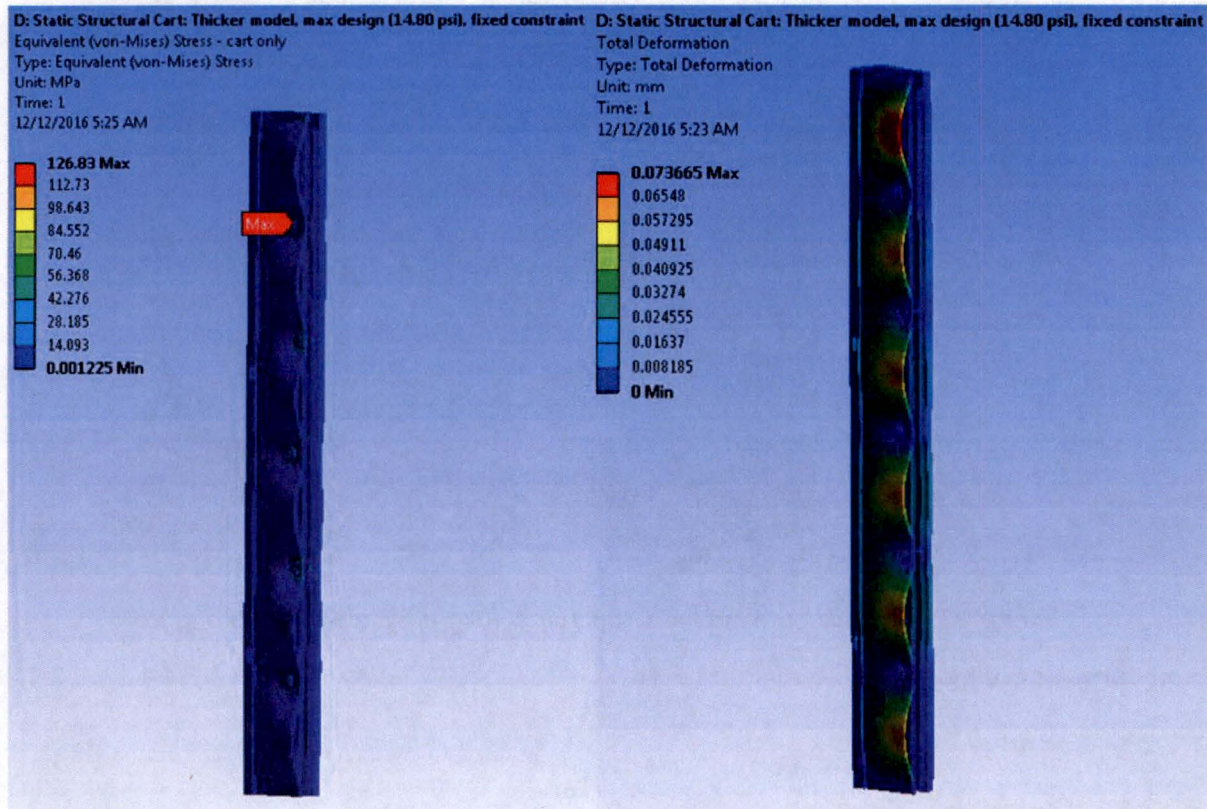 D: Static Structural Cart: Thicker model, max design (14.80 psi), fixed constraint
Equivalent (von-Mises) Stress - cart only
Type: Equivalent (von-Mises) Stress
Unit: MPa
Time: 1
12/12/2016 5:25 AM
126.83 Max
112.73
98.643
84.552
70.46
56.368
42.276
28.185
14.093
0.001225 Min
Max
D: Static Structural Cart: Thicker model, max design (14.80 psi), fixed constraint
Total Deformation
Type: Total Deformation
Unit: mm
Time: 1
12/12/2016 5:23 AM
0.073665 Max
0.06548
0.057295
0.04911
0.040925
0.03274
0.024555
0.01637
0.008185
0 Min